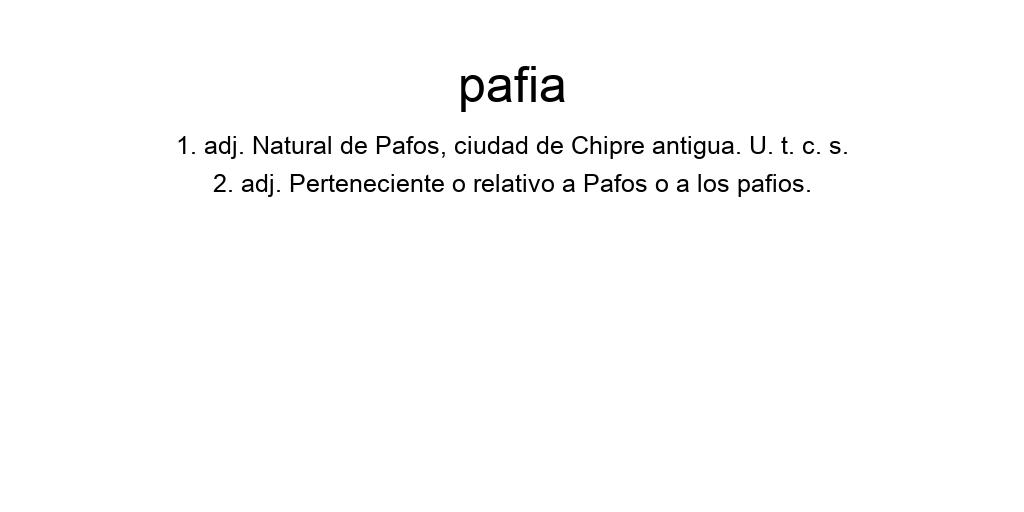 pafia
1. adj. Natural de Pafos, ciudad de Chipre antigua. U. t. c. s.
2. adj. Perteneciente o relativo a Pafos o a los pafios.